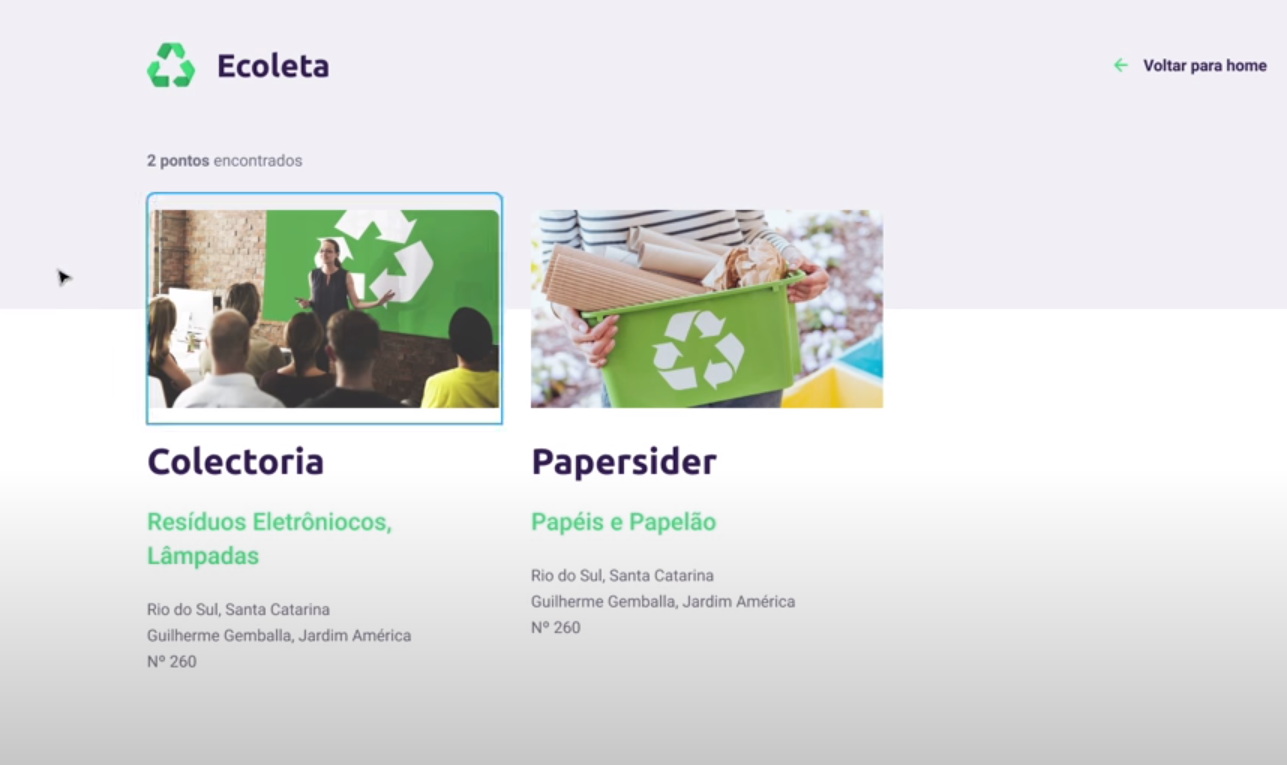 Ecoleta
Voltar para home
2 pontos encontrados
Colectoria
Resíduos Eletrôniocos,
Lâmpadas
Rio do Sul, Santa Catarina
Guilherme Gemballa, Jardim América
Nº 260
Papersider
Papéis e Papelão
Rio do Sul, Santa Catarina
Guilherme Gemballa, Jardim América
Nº 260